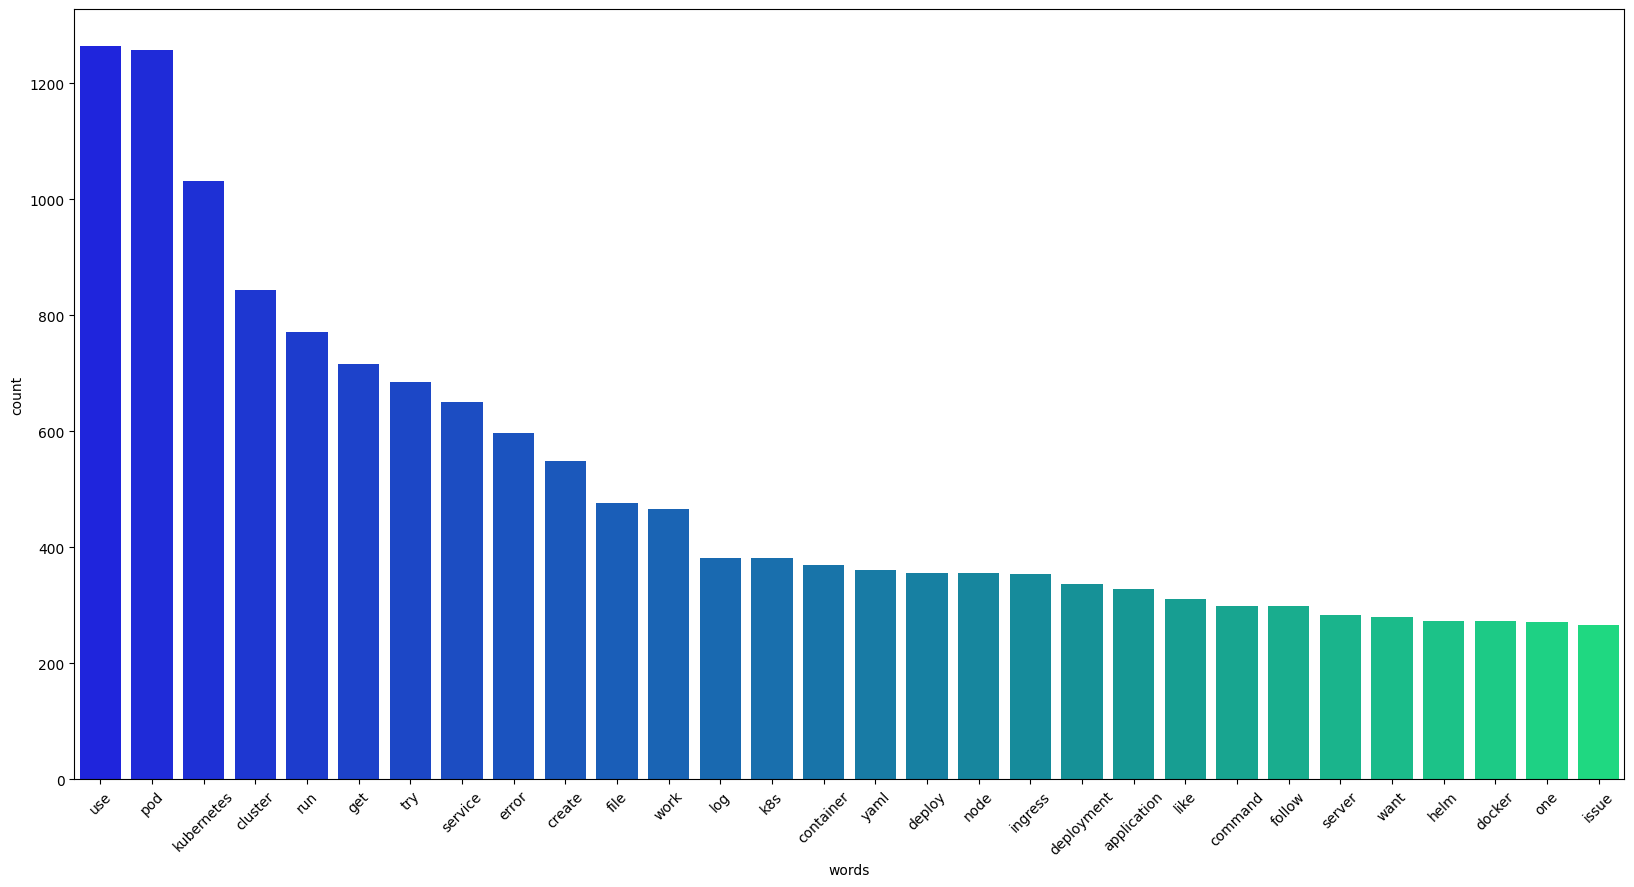 count
1200
1000
800
600
400
200
0
use
pod
kubernetes
cluster
run
get
try
service
error
create
file
work
log
k8s
container
yaml
deploy
node
ingress
deployment
application
like
command
follow
server
want
helm
docker
one
issue
words